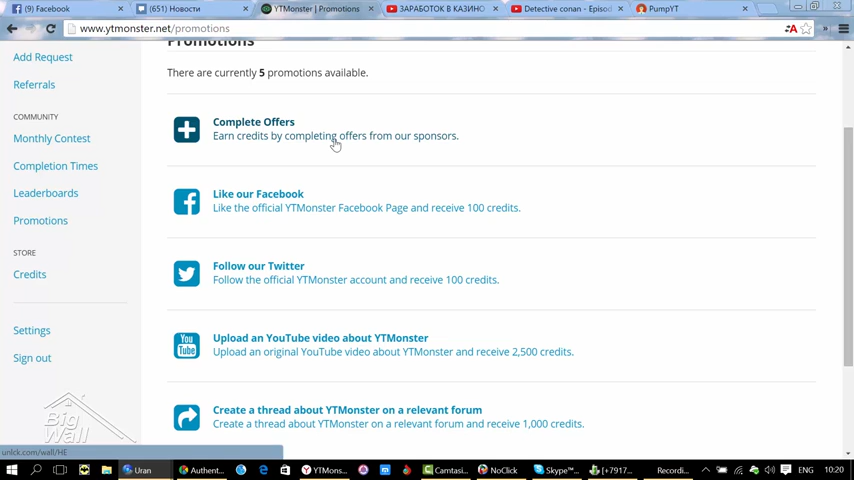 (9) Facebook
(651) Новости
YTMonster | Promotions
ЗАРАБОТОК В КАЗИНО
Detective conan - Episod
PumpYT
www.ytmonster.net/promotions
Promotions
Add Request
There are currently 5 promotions available.
Referrals
COMMUNITY
Complete Offers
Earn credits by completing offers from our sponsors.
Monthly Contest
Completion Times
Leaderboards
Like our Facebook
Like the official YTMonster Facebook Page and receive 100 credits.
Promotions
STORE
Credits
Follow our Twitter
Follow the official YTMonster account and receive 100 credits.
Settings
You
Tube
Upload an YouTube video about YTMonster
Upload an original YouTube video about YTMonster and receive 2,500 credits.
Sign out
Create a thread about YTMonster on a relevant forum
Create a thread about YTMonster on a relevant forum and receive 1,000 credits.
Big
Wall
unlck.com/wall/HE
Uran
Authent...
YTMons...
Camtasi...
NoClick
Skype™...
[+7917...
Recordi...
ENG
10:20